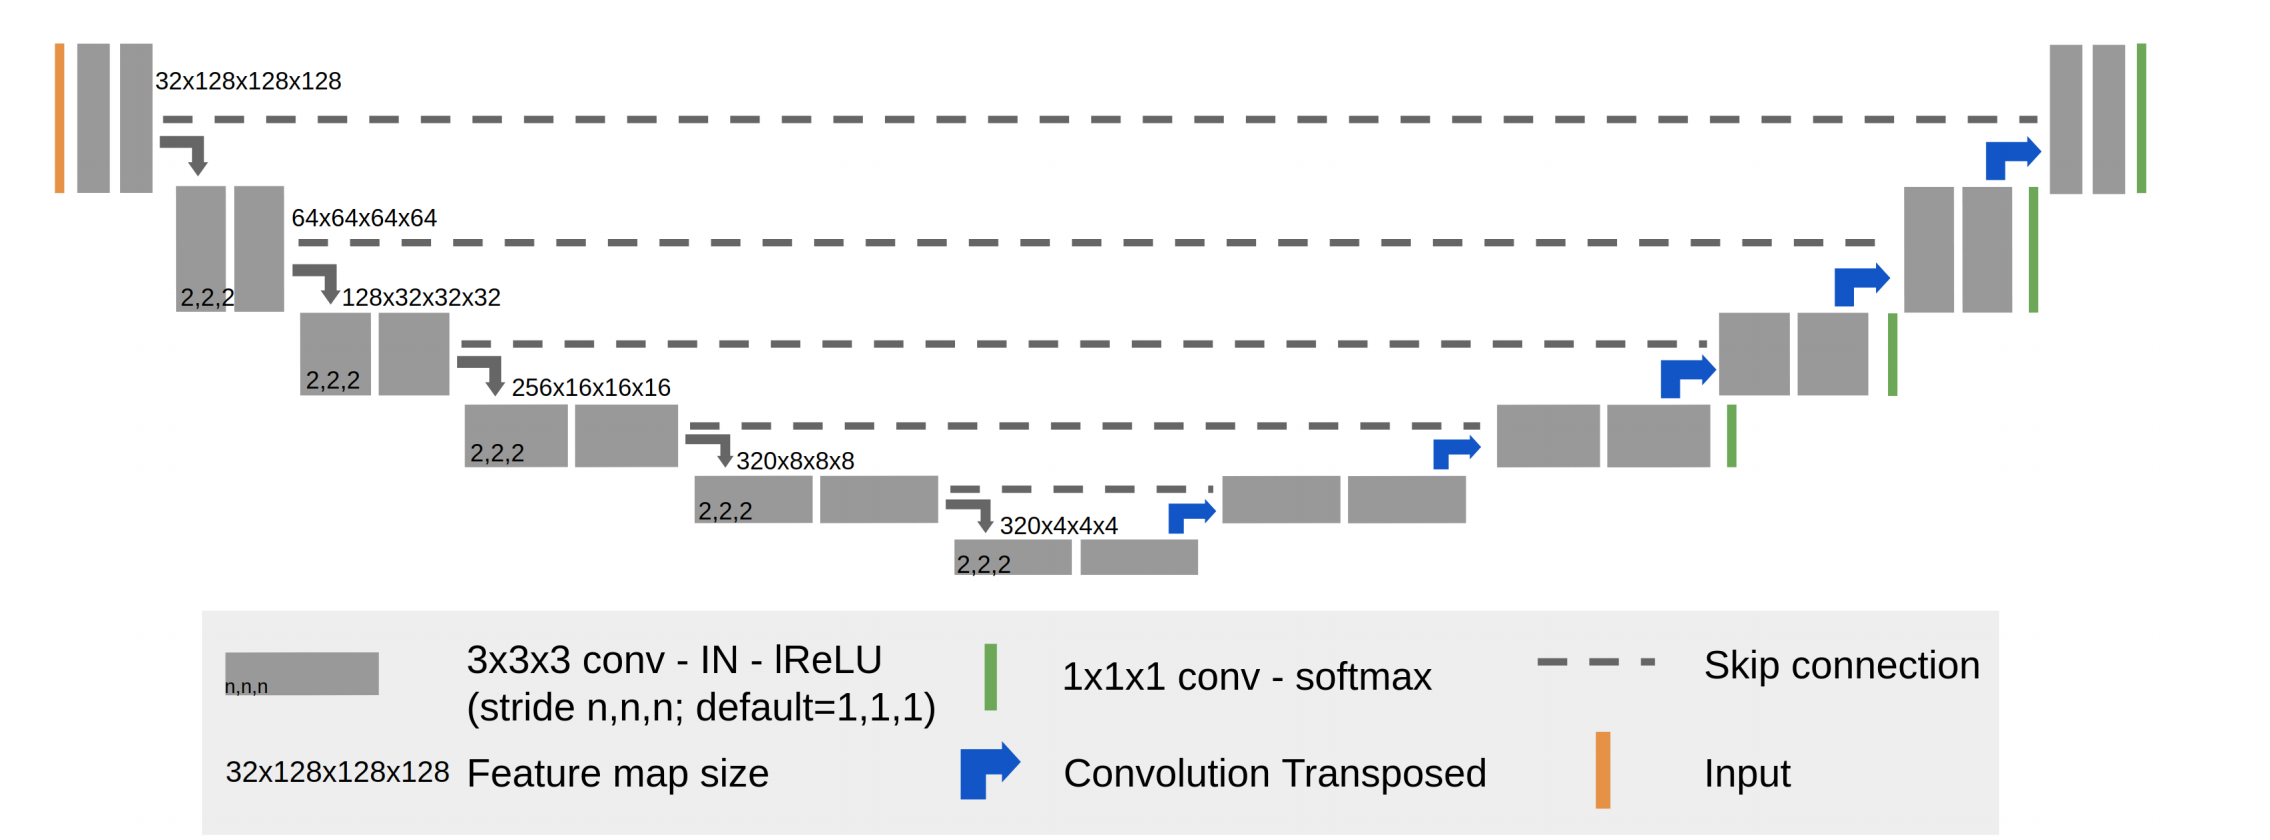 32x128x128x128
64x64x64x64
2,2,2
128x32x32x32
2,2,2
256x16x16x16
2,2,2
320x8x8x8
2,2,2
320x4x4x4
2,2,2
n,n,n
3x3x3 conv - IN - lReLU
(stride n,n,n; default=1,1,1)
1x1x1 conv - softmax
Skip connection
32x128x128x128
Feature map size
Convolution Transposed
Input